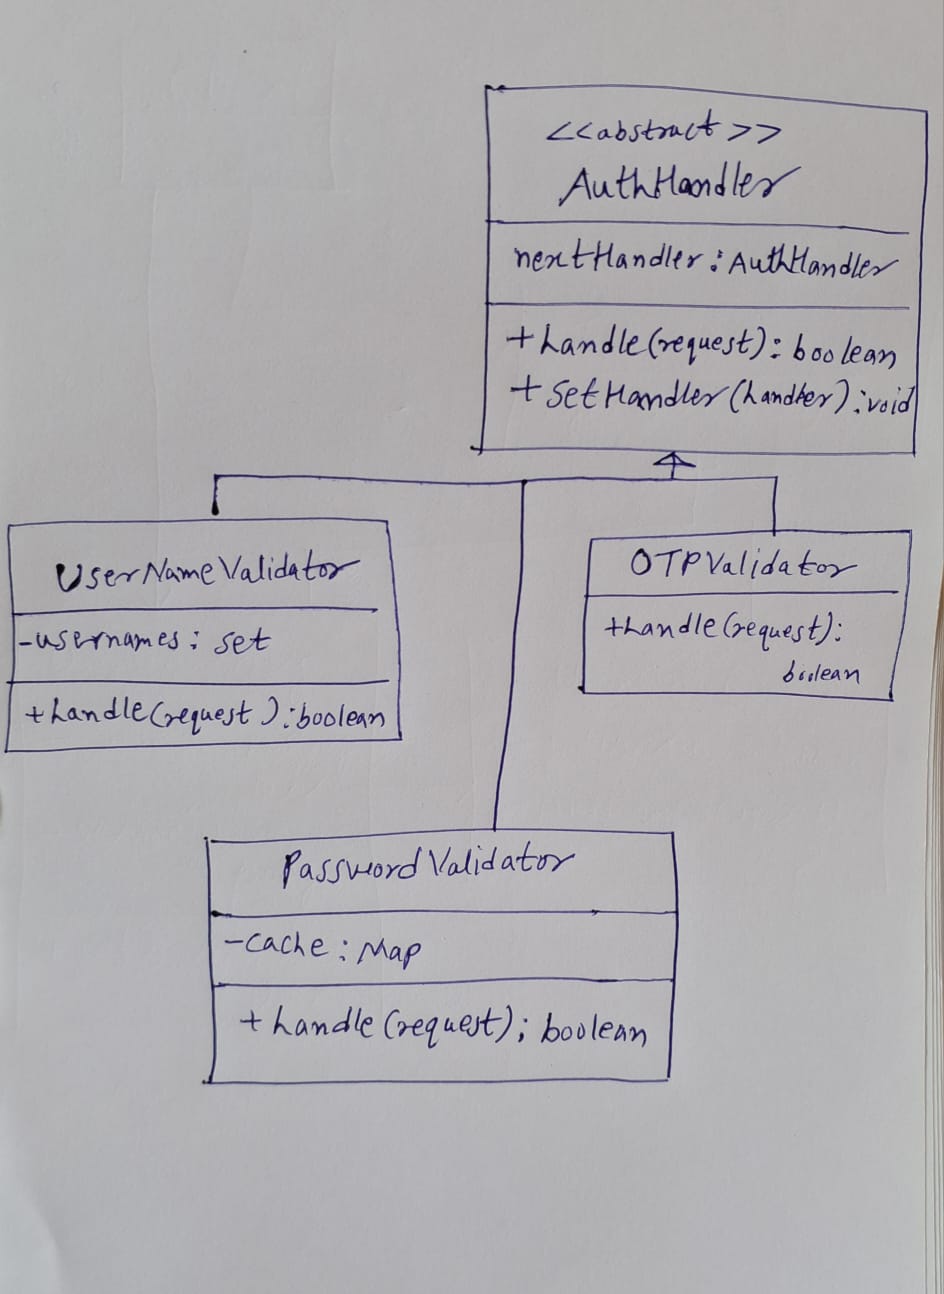 <<abstract>>
AuthHandler
nextHandler : AuthHandler
+handle(request): boolean
+ SetHandler(handler): void
UserNameValidator
-usernames: set
+handle(request): boolean
OTPValidator
+handle(request):
boolean
PasswordValidator
-cache: Map
+ handle(request); boolean